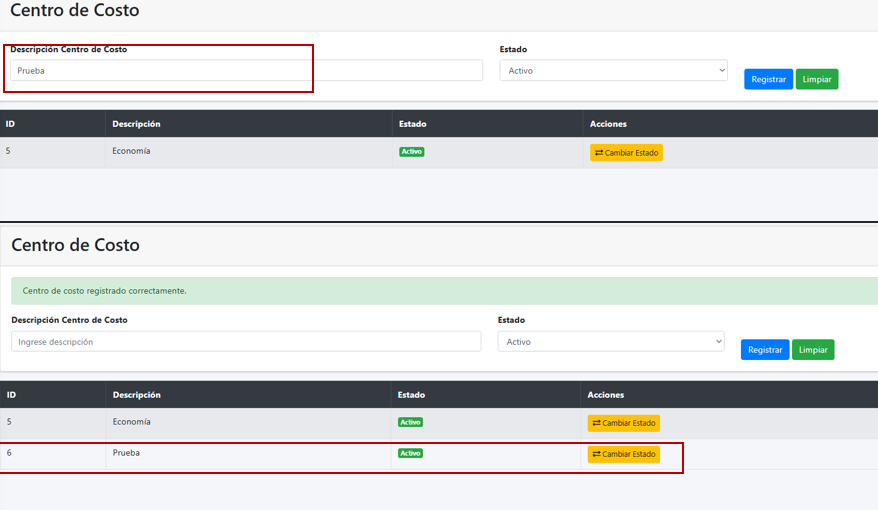 Centro de Costo
Descripción Centro de Costo Estado
Prueba Activo Registrar Limpiar
ID Descripción Estado Acciones
5 Economía Activo Cambiar Estado
Centro de Costo
Centro de costo registrado correctamente.
Descripción Centro de Costo Estado
Ingrese descripción Activo Registrar Limpiar
ID Descripción Estado Acciones
5 Economía Activo Cambiar Estado
6 Prueba Activo Cambiar Estado